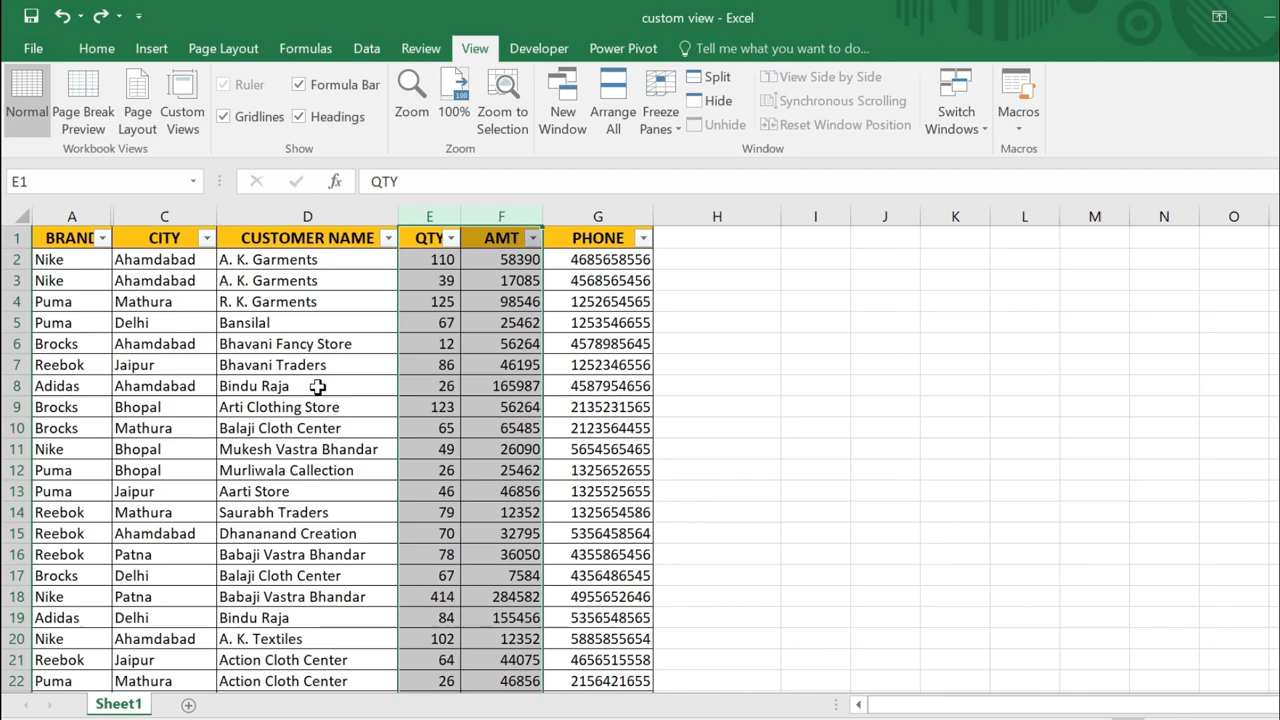 custom view - Excel
File Home Insert Page Layout Formulas Data Review View Developer Power Pivot Tell me what you want to do...
Normal Page Break Preview Page Layout Custom Views Ruler Formula Bar Gridlines Headings Zoom 100% Zoom to Selection New Window Arrange All Freeze Panes Split Hide Unhide View Side by Side Synchronous Scrolling Reset Window Position Switch Windows Macros
Workbook Views Show Zoom Window Macros
E1 fx QTY
A C D E F G H I J K L M N O
1 BRAND CITY CUSTOMER NAME QTY AMT PHONE
2 Nike Ahamdabad A. K. Garments 110 58390 4685658556
3 Nike Ahamdabad A. K. Garments 39 17085 4568565456
4 Puma Mathura R. K. Garments 125 98546 1252654565
5 Puma Delhi Bansilal 67 25462 1253546655
6 Brocks Ahamdabad Bhavani Fancy Store 12 56264 4578985645
7 Reebok Jaipur Bhavani Traders 86 46195 1252346556
8 Adidas Ahamdabad Bindu Raja 26 165987 4587954656
9 Brocks Bhopal Arti Clothing Store 123 56264 2135231565
10 Brocks Mathura Balaji Cloth Center 65 65485 2123564455
11 Nike Bhopal Mukesh Vastra Bhandar 49 26090 5654565465
12 Puma Bhopal Murliwala Callection 26 25462 1325652655
13 Puma Jaipur Aarti Store 46 46856 1325525655
14 Reebok Mathura Saurabh Traders 79 12352 1325654586
15 Reebok Ahamdabad Dhananand Creation 70 32795 5356458564
16 Reebok Patna Babaji Vastra Bhandar 78 36050 4355865456
17 Brocks Delhi Balaji Cloth Center 67 7584 4356486545
18 Nike Patna Babaji Vastra Bhandar 414 284582 4955652646
19 Adidas Delhi Bindu Raja 84 155456 5356548565
20 Nike Ahamdabad A. K. Textiles 102 12352 5885855654
21 Reebok Jaipur Action Cloth Center 64 44075 4656515558
22 Puma Mathura Action Cloth Center 26 46856 2156421655
Sheet1